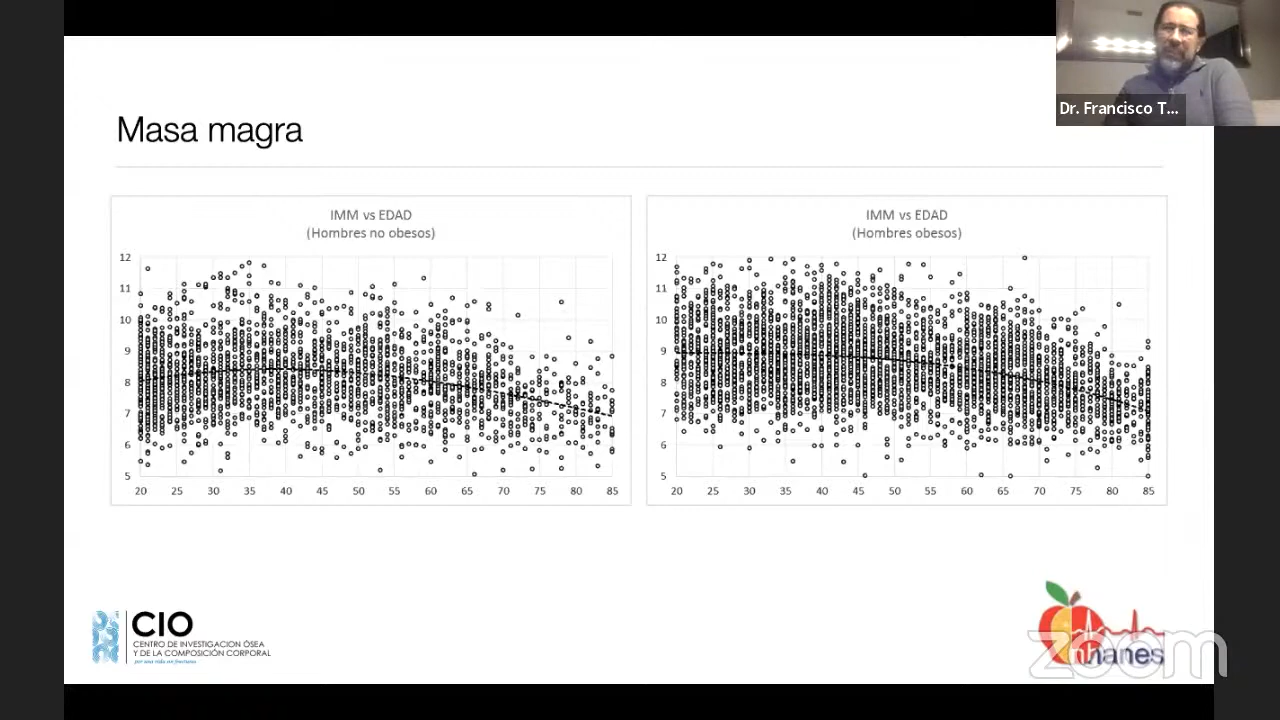 Dr. Francisco T...
Masa magra
IMM vs EDAD
(Hombres no obesos)
12
11
10
9
8
7
6
5
20 25 30 35 40 45 50 55 60 65 70 75 80 85
IMM vs EDAD
(Hombres obesos)
12
11
10
9
8
7
6
5
20 25 30 35 40 45 50 55 60 65 70 75 80 85
CIO
CENTRO DE INVESTIGACION ÓSEA
Y DE LA COMPOSICIÓN CORPORAL
por una vida sin fracturas
nhanes
zoom